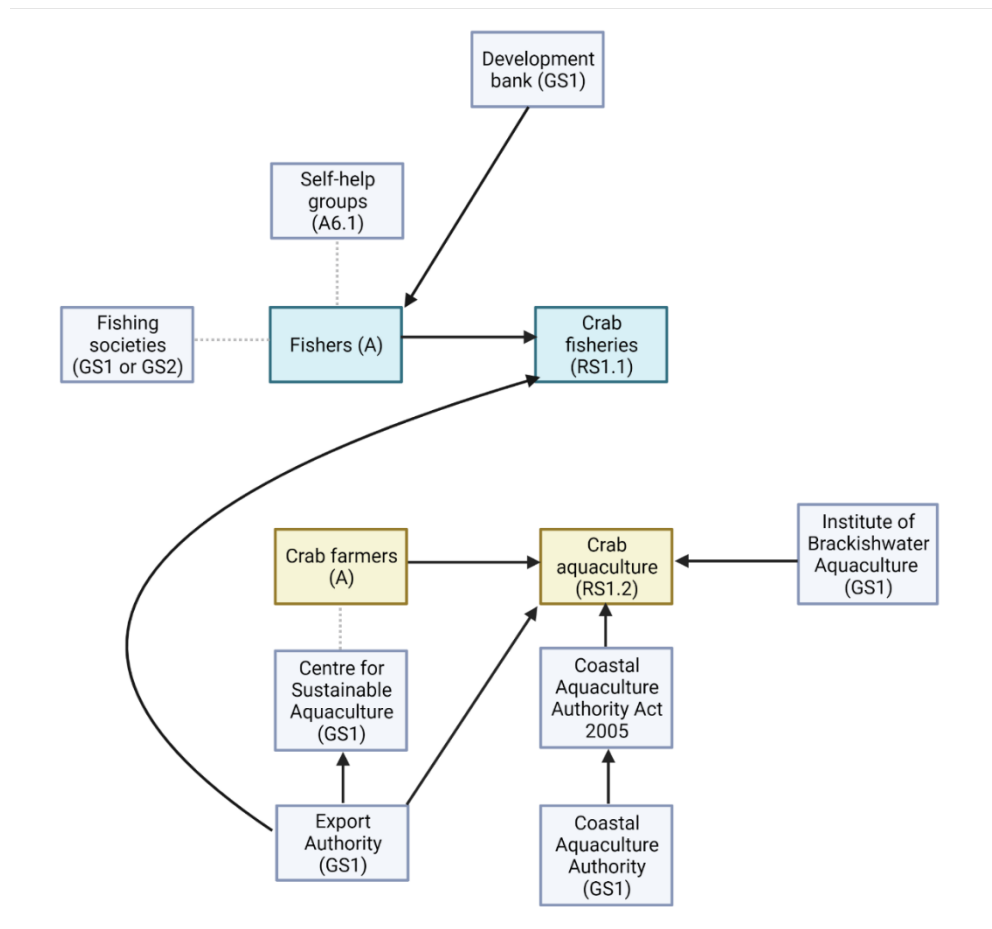 Development
bank (GS1)
Self-help
groups
(A6.1)
Fishing
societies
(GS1 or GS2)
Fishers (A)
Crab
fisheries
(RS1.1)
Crab farmers
(A)
Crab
aquaculture
(RS1.2)
Institute of
Brackishwater
Aquaculture
(GS1)
Centre for
Sustainable
Aquaculture
(GS1)
Coastal
Aquaculture
Authority Act
2005
Export
Authority
(GS1)
Coastal
Aquaculture
Authority
(GS1)